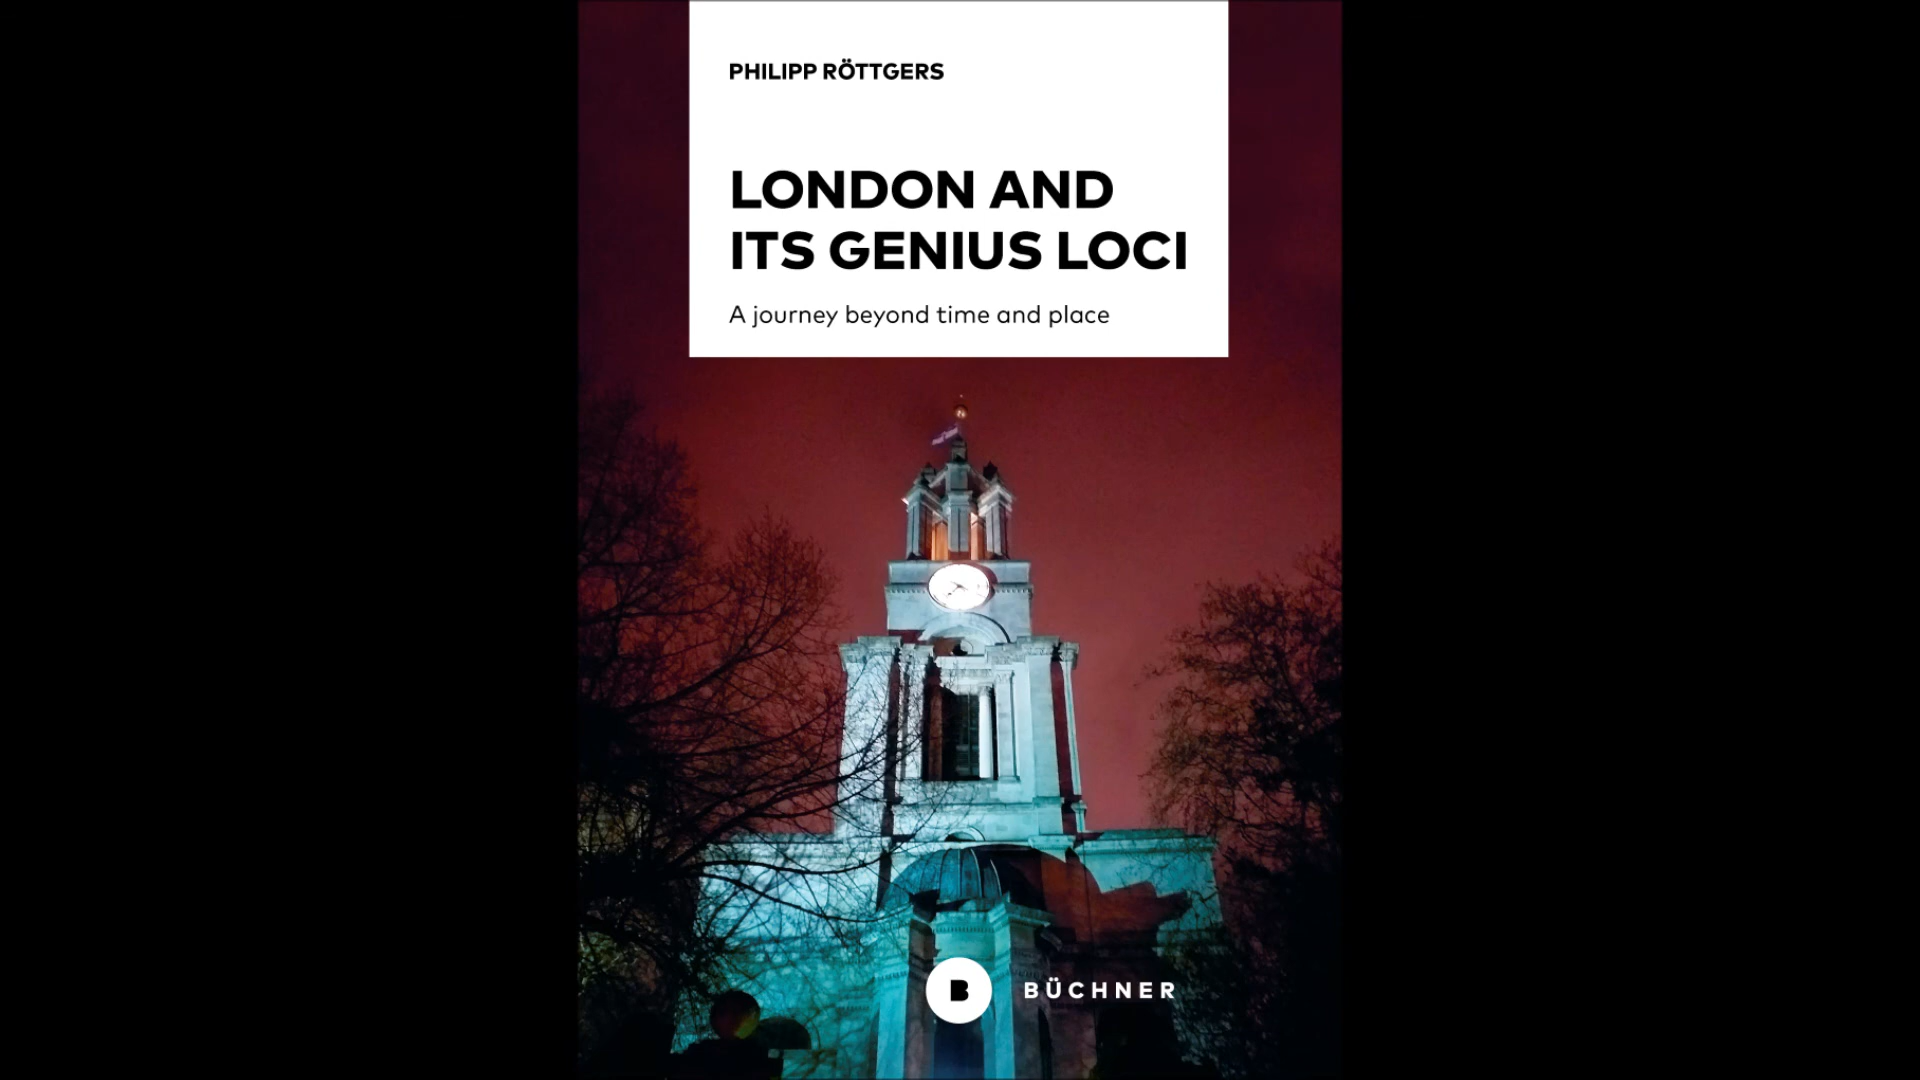 PHILIPP RÖTTGERS
LONDON AND
ITS GENIUS LOCI
A journey beyond time and place
B BÜCHNER